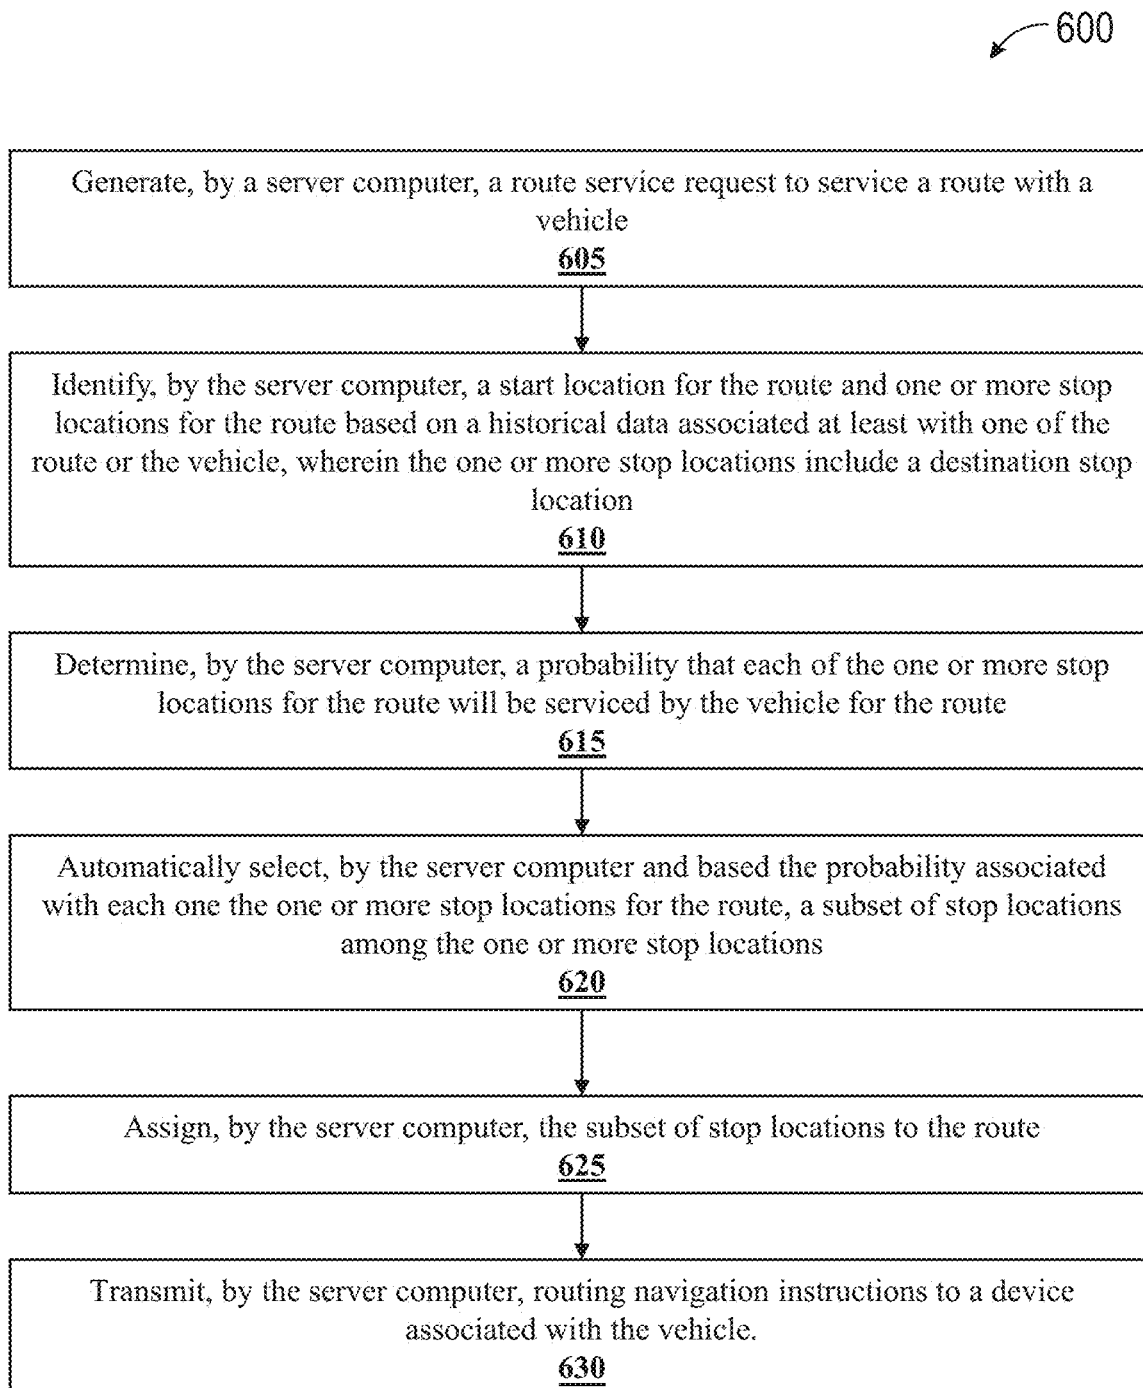 600
Generate, by a server computer, a route service request to service a route with a
vehicle
605
Identify, by the server computer, a start location for the route and one or more stop
locations for the route based on a historical data associated at least with one of the
route or the vehicle, wherein the one or more stop locations include a destination stop
location
610
Determine, by the server computer, a probability that each of the one or more stop
locations for the route will be serviced by the vehicle for the route
615
Automatically select, by the server computer and based the probability associated
with each one the one or more stop locations for the route, a subset of stop locations
among the one or more stop locations
620
Assign, by the server computer, the subset of stop locations to the route
625
Transmit, by the server computer, routing navigation instructions to a device
associated with the vehicle.
630